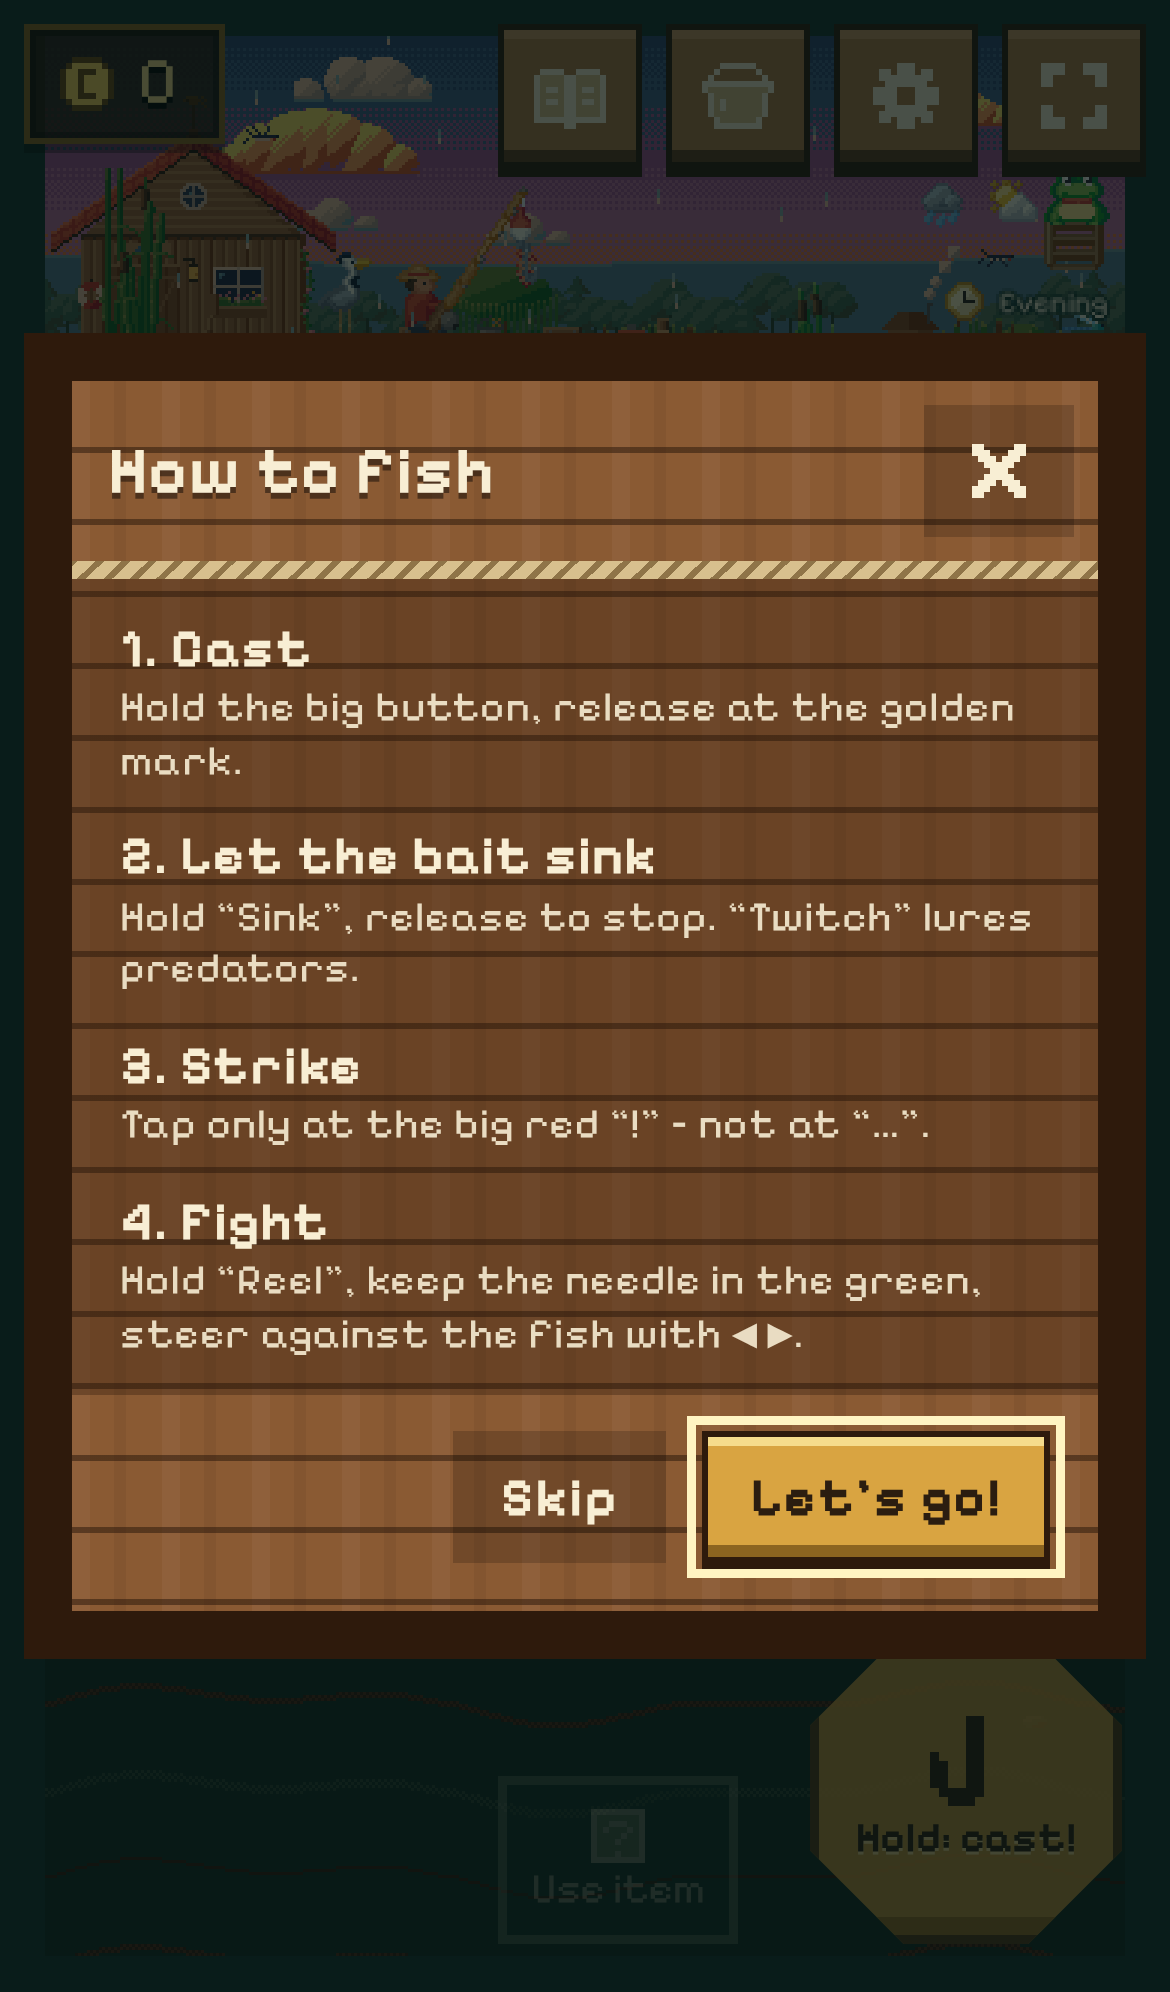 0
Evening
How to fish
1. Cast
Hold the big button, release at the golden
mark.
2. Let the bait sink
Hold “Sink”, release to stop. “Twitch” lures
predators.
3. Strike
Tap only at the big red “!” - not at “...”.
4. Fight
Hold “Reel”, keep the needle in the green,
steer against the fish with ◀ ▶.
Skip
Let's go!
Hold: cast!
?
Use item